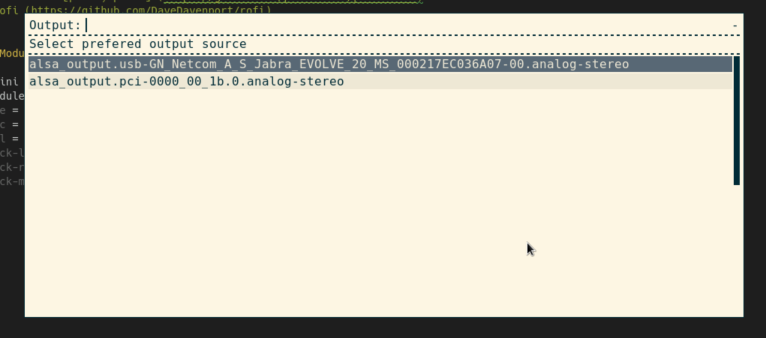 ofi (https://github.com/DaveDavenport/rofi)
Output: -
Select prefered output source
alsa_output.usb-GN_Netcom_A_S_Jabra_EVOLVE_20_MS_000217EC036A07-00.analog-stereo
alsa_output.pci-0000_00_1b.0.analog-stereo
Modu
ini
dule
e =
c =
l =
ck-l
ck-r
ck-m